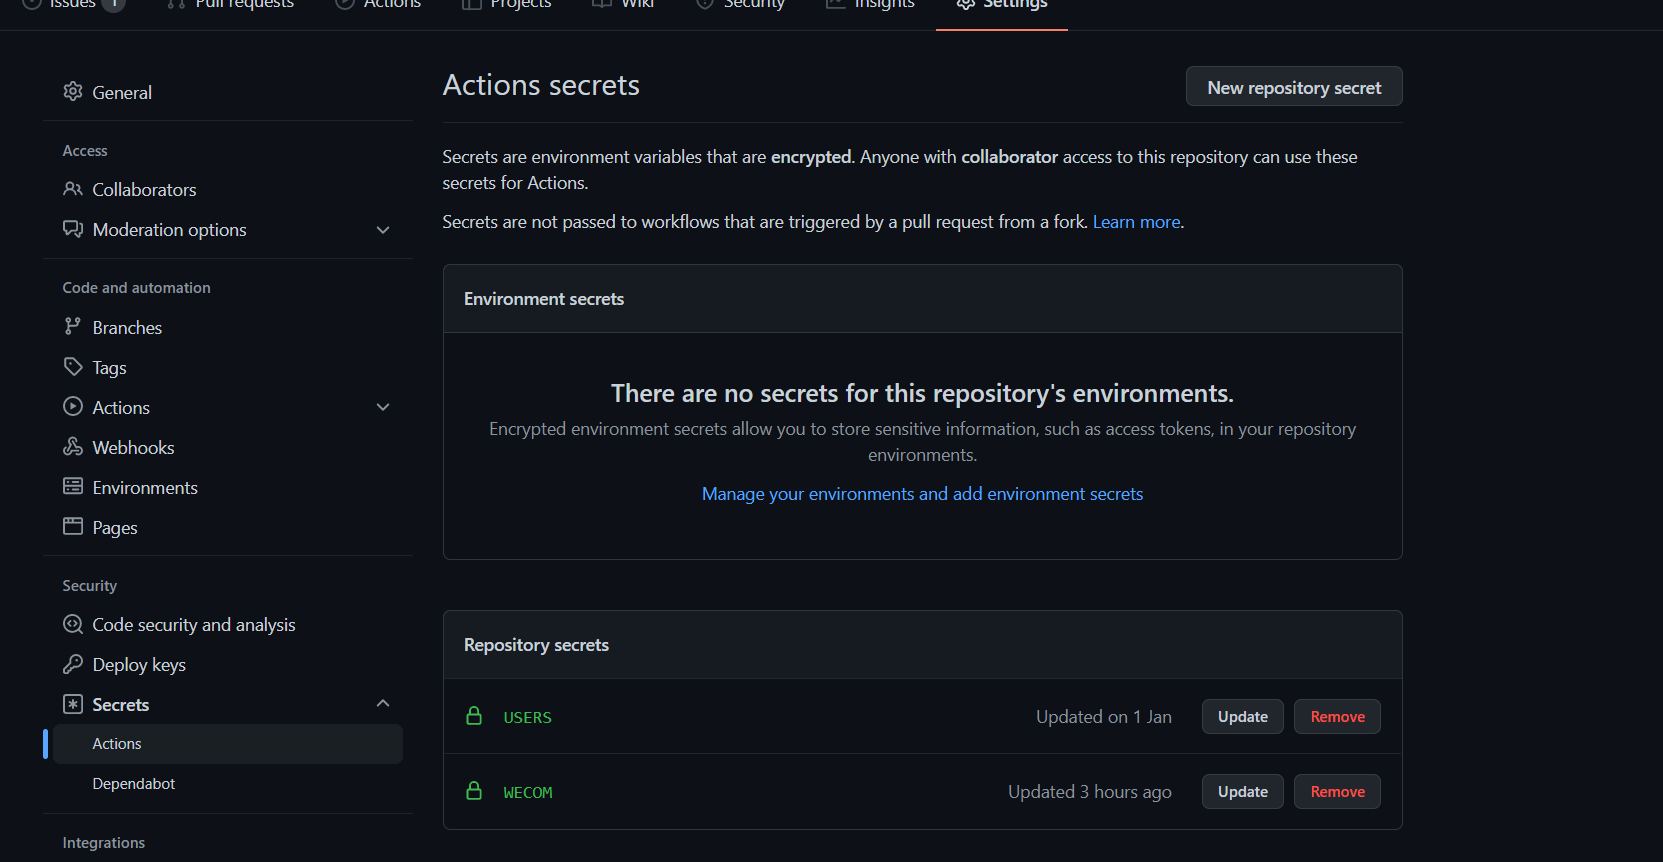 Issues 1 Pull requests Actions Projects Wiki Security Insights Settings
General
Access
Collaborators
Moderation options
Code and automation
Branches
Tags
Actions
Webhooks
Environments
Pages
Security
Code security and analysis
Deploy keys
Secrets
Actions
Dependabot
Integrations
Actions secrets
New repository secret
Secrets are environment variables that are encrypted. Anyone with collaborator access to this repository can use these
secrets for Actions.
Secrets are not passed to workflows that are triggered by a pull request from a fork. Learn more.
Environment secrets
There are no secrets for this repository's environments.
Encrypted environment secrets allow you to store sensitive information, such as access tokens, in your repository
environments.
Manage your environments and add environment secrets
Repository secrets
USERS Updated on 1 Jan Update Remove
WECOM Updated 3 hours ago Update Remove